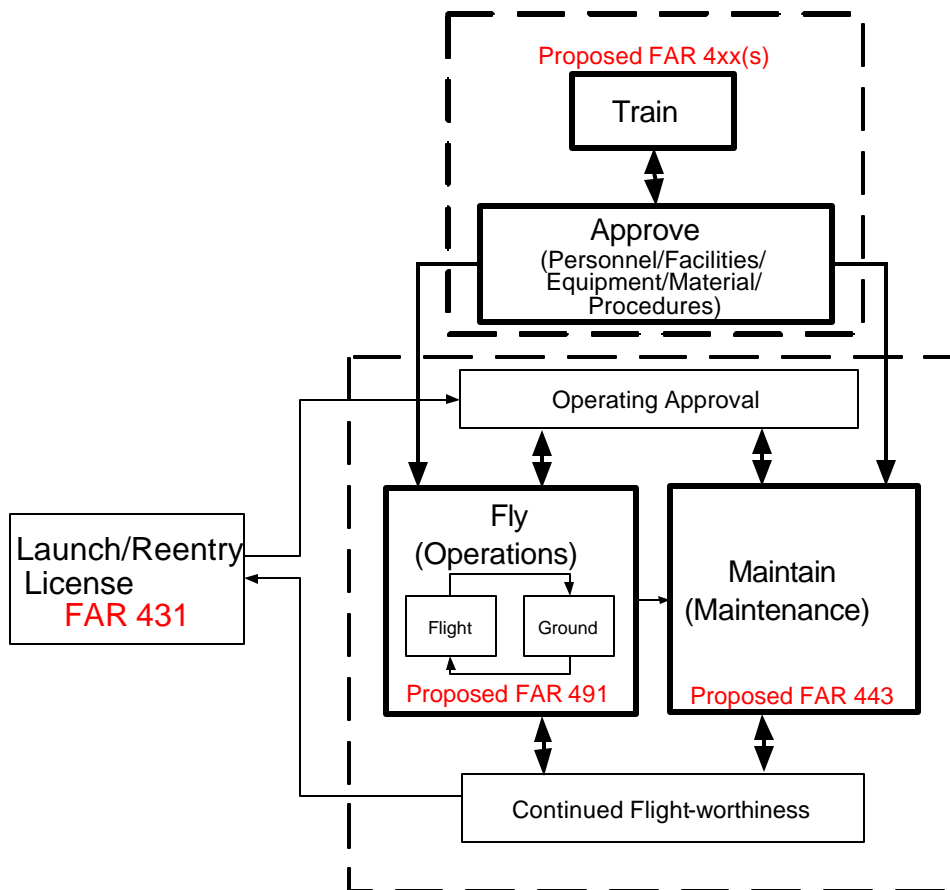 Proposed FAR 4xx(s)
Train
Approve
(Personnel/Facilities/
Equipment/Material/
Procedures)
Operating Approval
Launch/Reentry
License
FAR 431
Fly
(Operations)
Flight
Ground
Proposed FAR 491
Maintain
(Maintenance)
Proposed FAR 443
Continued Flight-worthiness